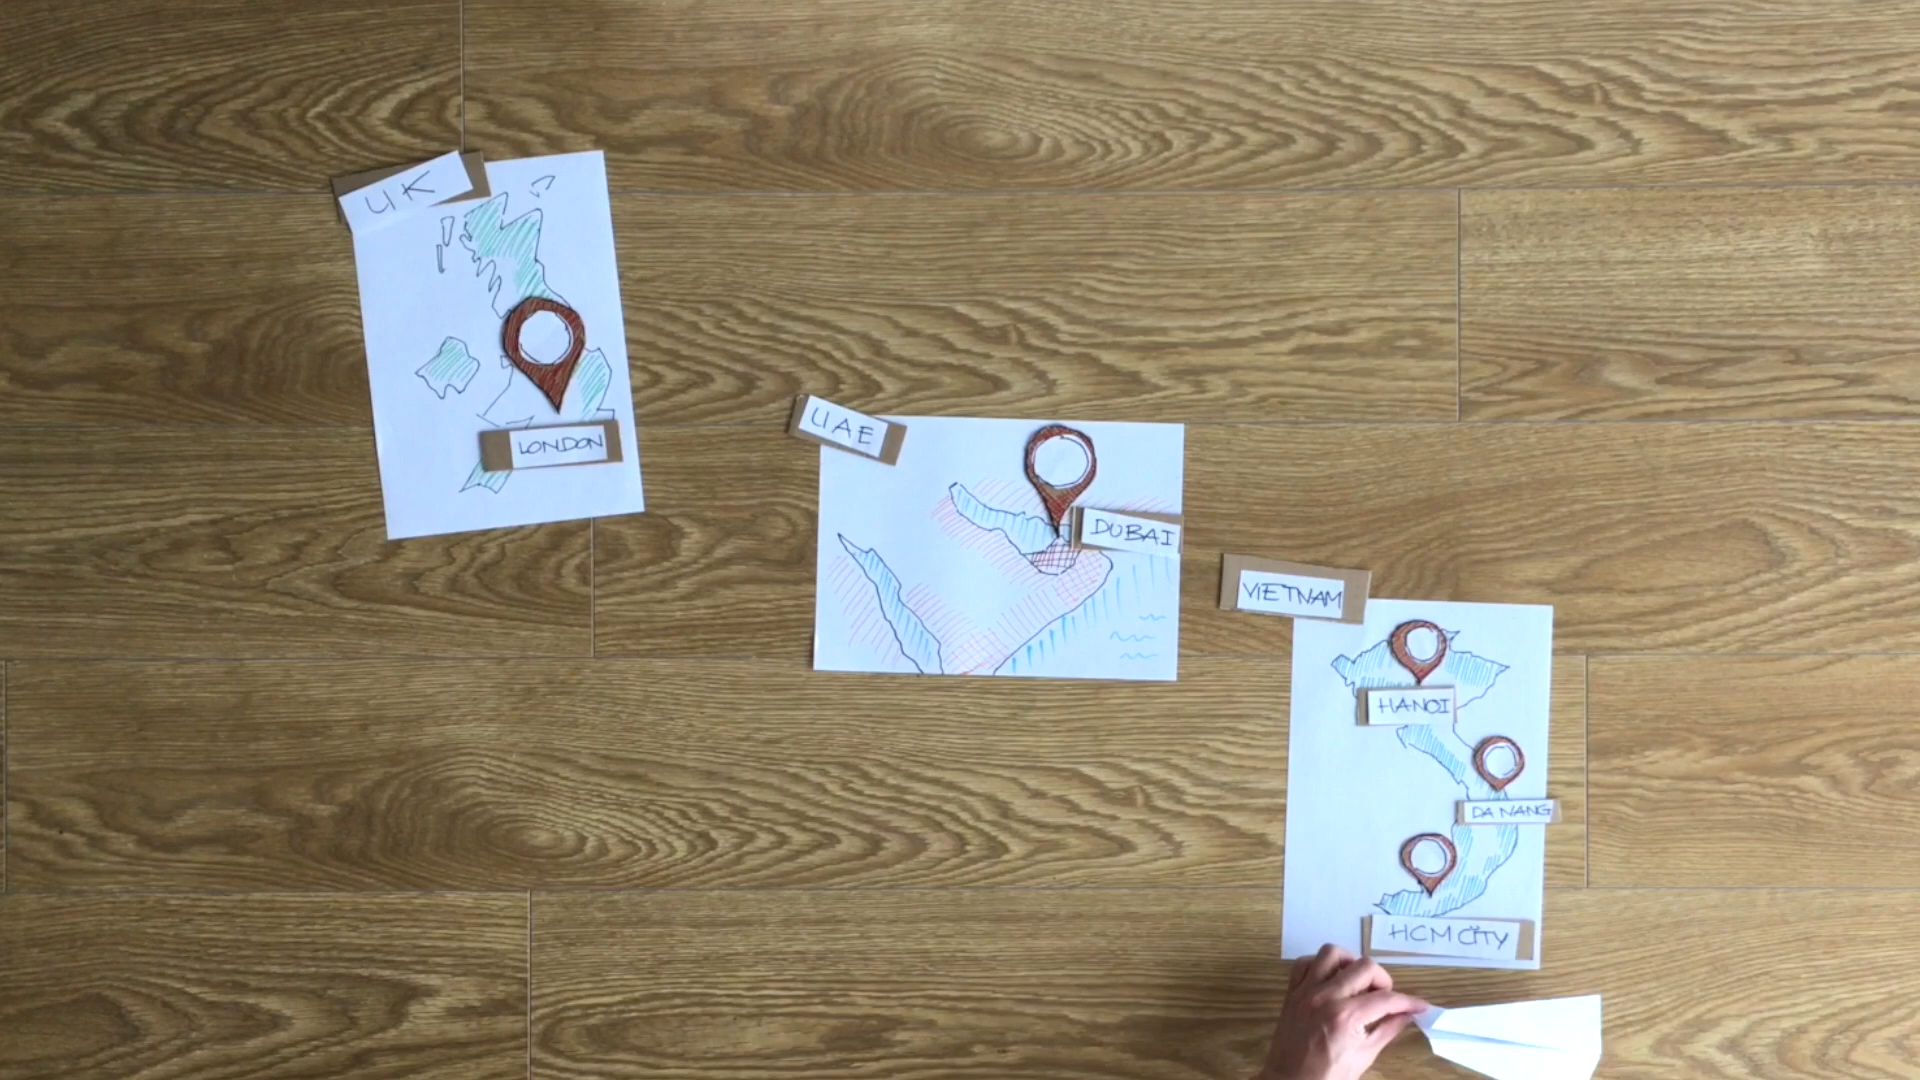 UK
LONDON
UAE
DUBAI
VIETNAM
HANOI
DA NANG
HCM CITY